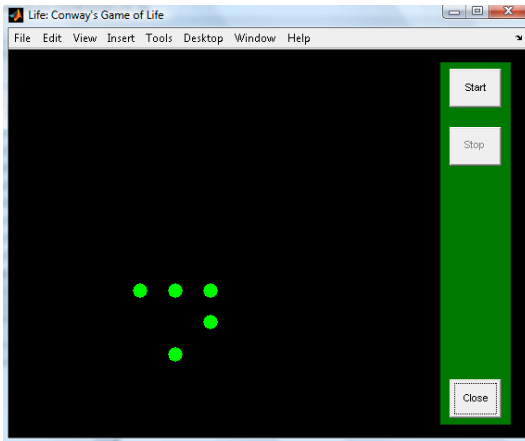 Life: Conway's Game of Life
File Edit View Insert Tools Desktop Window Help
Start
Stop
Close